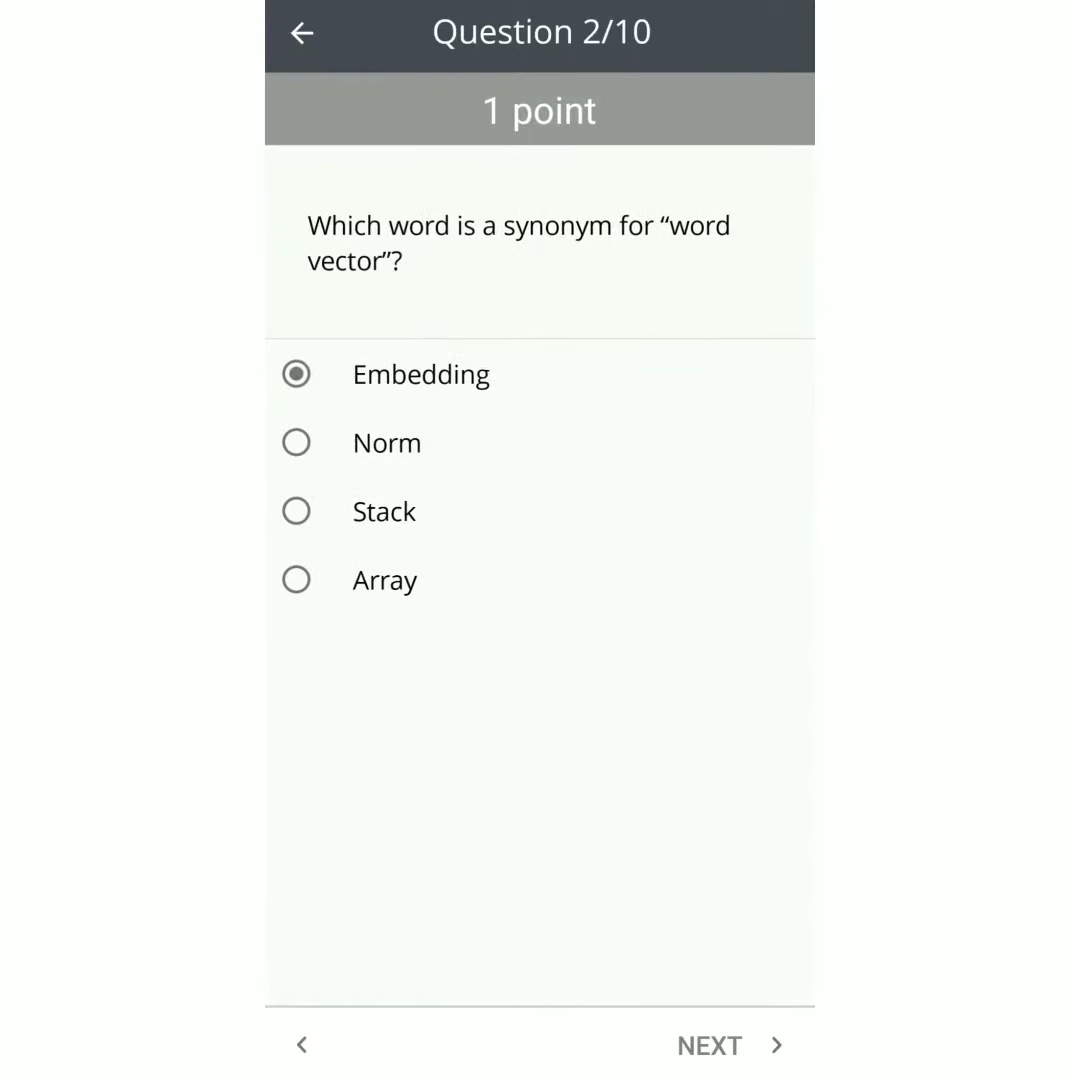 Question 2/10
1 point
Which word is a synonym for “word
vector”?
Embedding
Norm
Stack
Array
NEXT